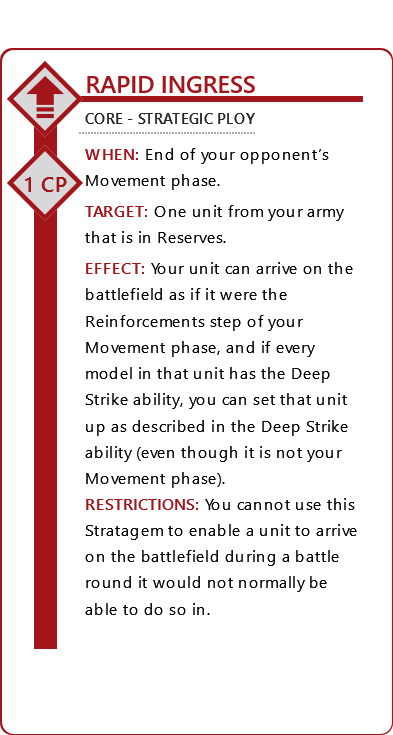 RAPID INGRESS
CORE - STRATEGIC PLOY
1 CP
WHEN: End of your opponent's
Movement phase.
TARGET: One unit from your army
that is in Reserves.
EFFECT: Your unit can arrive on the
battlefield as if it were the
Reinforcements step of your
Movement phase, and if every
model in that unit has the Deep
Strike ability, you can set that unit
up as described in the Deep Strike
ability (even though it is not your
Movement phase).
RESTRICTIONS: You cannot use this
Stratagem to enable a unit to arrive
on the battlefield during a battle
round it would not normally be
able to do so in.